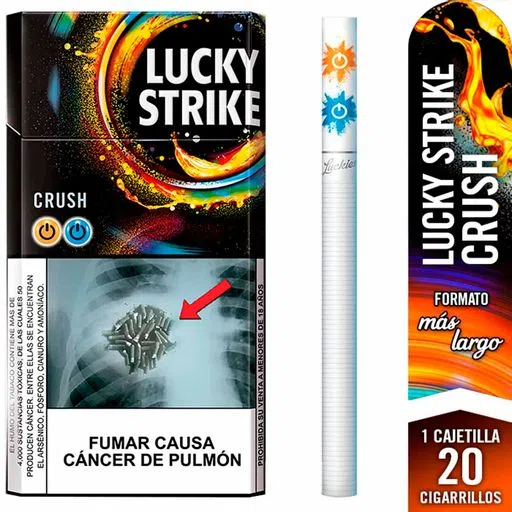 LUCKY
STRIKE
CRUSH
EL HUMO DEL TABACO CONTIENE MAS DE
4,000 SUSTANCIAS TOXICAS, DE LAS CUALES 50
PRODUCEN CÁNCER. ENTRE ELLAS SE ENCUENTRAN
EL ARSÉNICO, FÓSFORO, CIANURO Y AMONÍACO.
PROHIBIDA SU VENTA A MENORES DE 18 AÑOS
FUMAR CAUSA
CÁNCER DE PULMÓN
Luckies
LUCKY STRIKE
CRUSH
FORMATO
más
largo
1 CAJETILLA
20
CIGARRILLOS